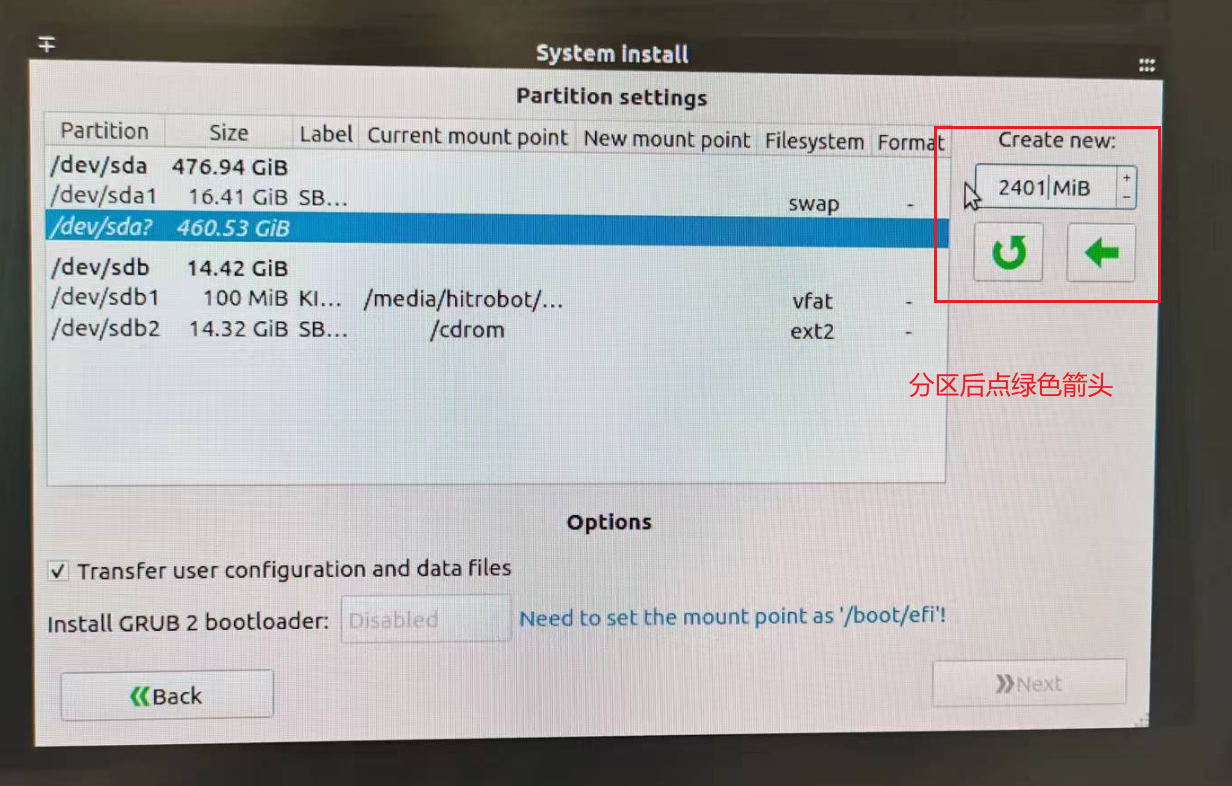 System install
Partition settings
Partition Size Label Current mount point New mount point Filesystem Format
Create new:
/dev/sda 476.94 GiB
/dev/sda1 16.41 GiB SB... swap -
2401 MiB
/dev/sda? 460.53 GiB
/dev/sdb 14.42 GiB
/dev/sdb1 100 MiB KI... /media/hitrobot/... vfat -
/dev/sdb2 14.32 GiB SB... /cdrom ext2 -
分区后点绿色箭头
Options
✓ Transfer user configuration and data files
Install GRUB 2 bootloader: Disabled Need to set the mount point as '/boot/efi'!
Back
Next